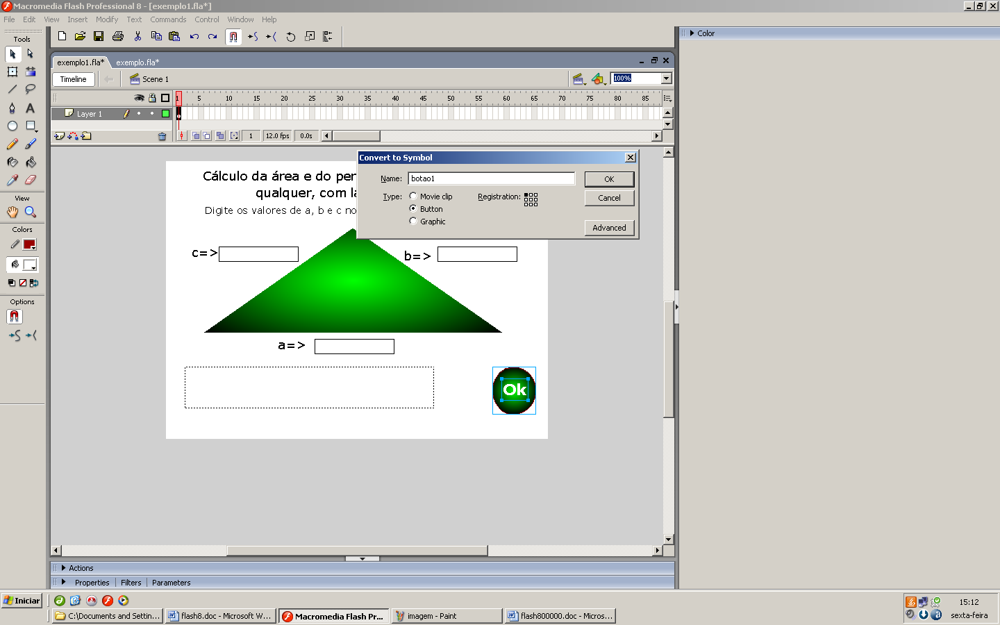 Macromedia Flash Professional 8 - [exemplo1.fla*]
File Edit View Insert Modify Text Commands Control Window Help
Tools
Color
exemplo1.fla* exemplo.fla*
Timeline Scene 1 100%
1 5 10 15 20 25 30 35 40 45 50 55 60 65 70 75 80 85
Layer 1
1 12.0 fps 0.0s
Convert to Symbol
Name: botao1 OK
Type: Movie clip Registration: Cancel
Button
Graphic Advanced
Cálculo da área e do per
qualquer, com la
Digite os valores de a, b e c no
c=>
b=>
a=>
Ok
View
Colors
Options
Actions
Properties Filters Parameters
Iniciar
C:\Documents and Settin...
flash8.doc - Microsoft W...
Macromedia Flash Pr...
imagem - Paint
flash800000.doc - Micros...
15:12
sexta-feira